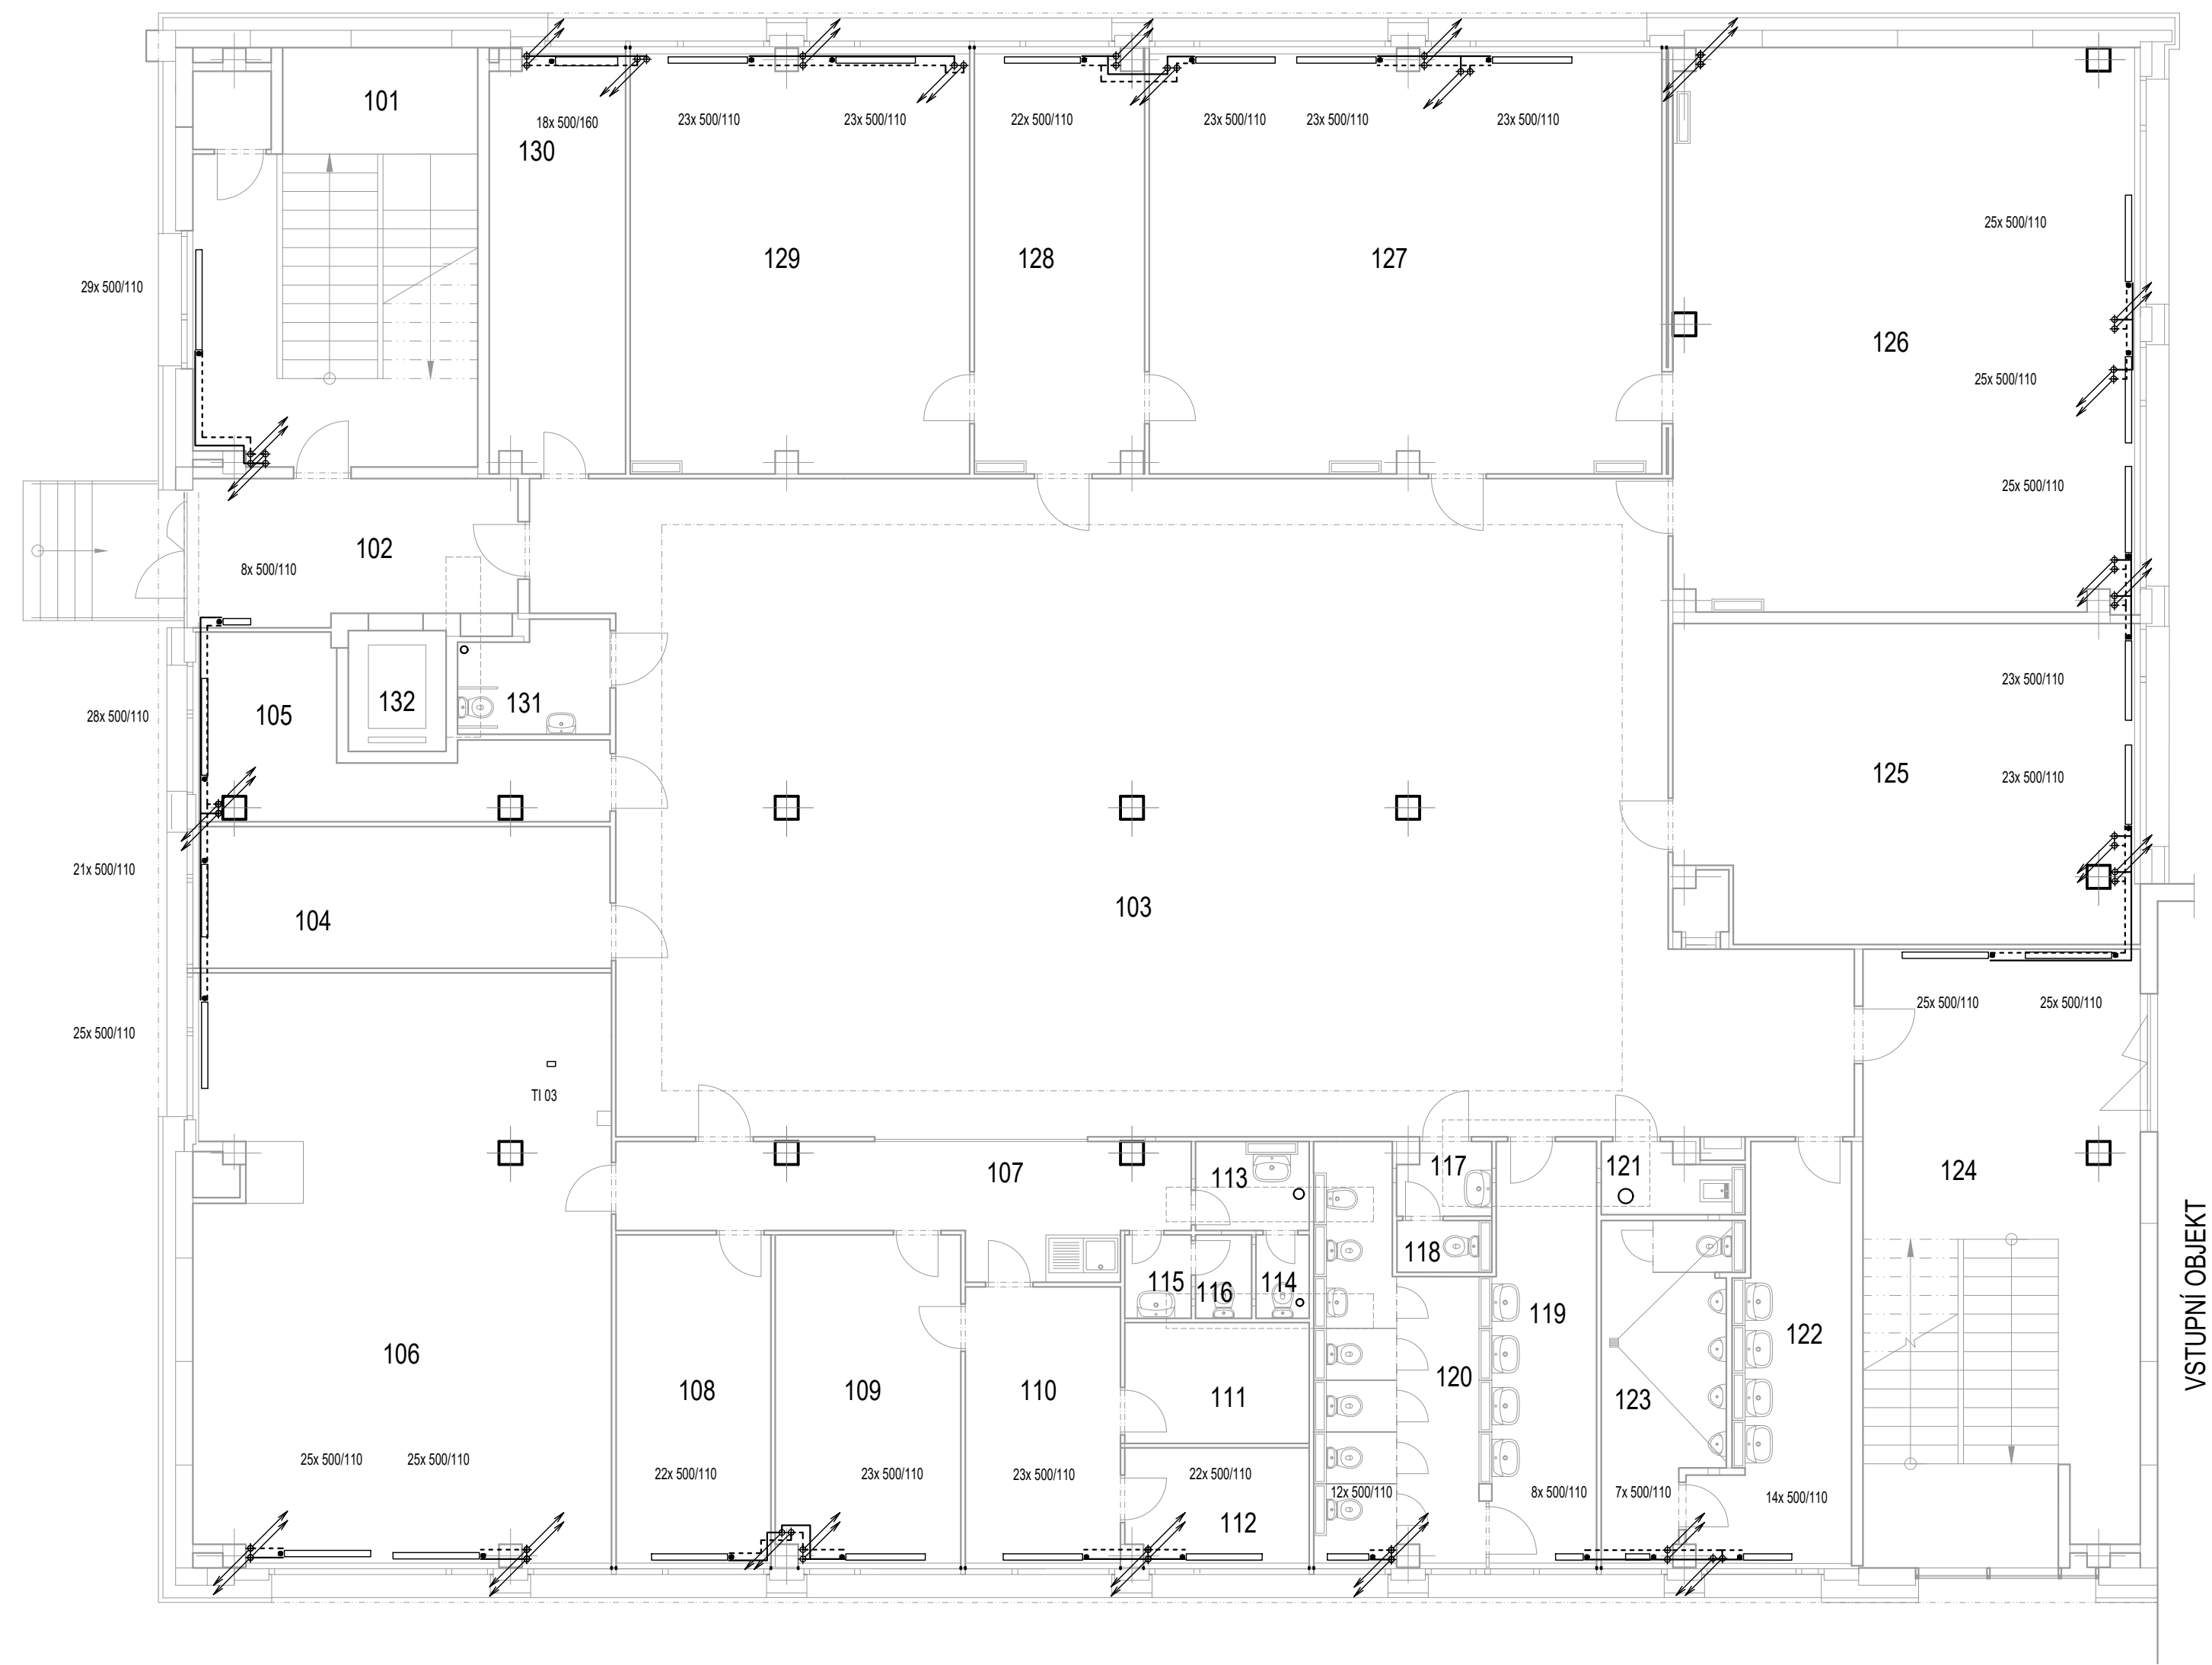 101
18x 500/160
23x 500/110
23x 500/110
22x 500/110
23x 500/110
23x 500/110
23x 500/110
130
25x 500/110
129
128
127
29x 500/110
126
25x 500/110
25x 500/110
102
8x 500/110
23x 500/110
132
131
105
28x 500/110
125
23x 500/110
21x 500/110
104
103
25x 500/110
25x 500/110
25x 500/110
TI 03
107
113
117
121
124
118
115
116
114
119
122
VSTUPNÍ OBJEKT
106
108
109
110
111
120
123
25x 500/110
25x 500/110
22x 500/110
23x 500/110
23x 500/110
22x 500/110
12x 500/110
8x 500/110
7x 500/110
14x 500/110
112